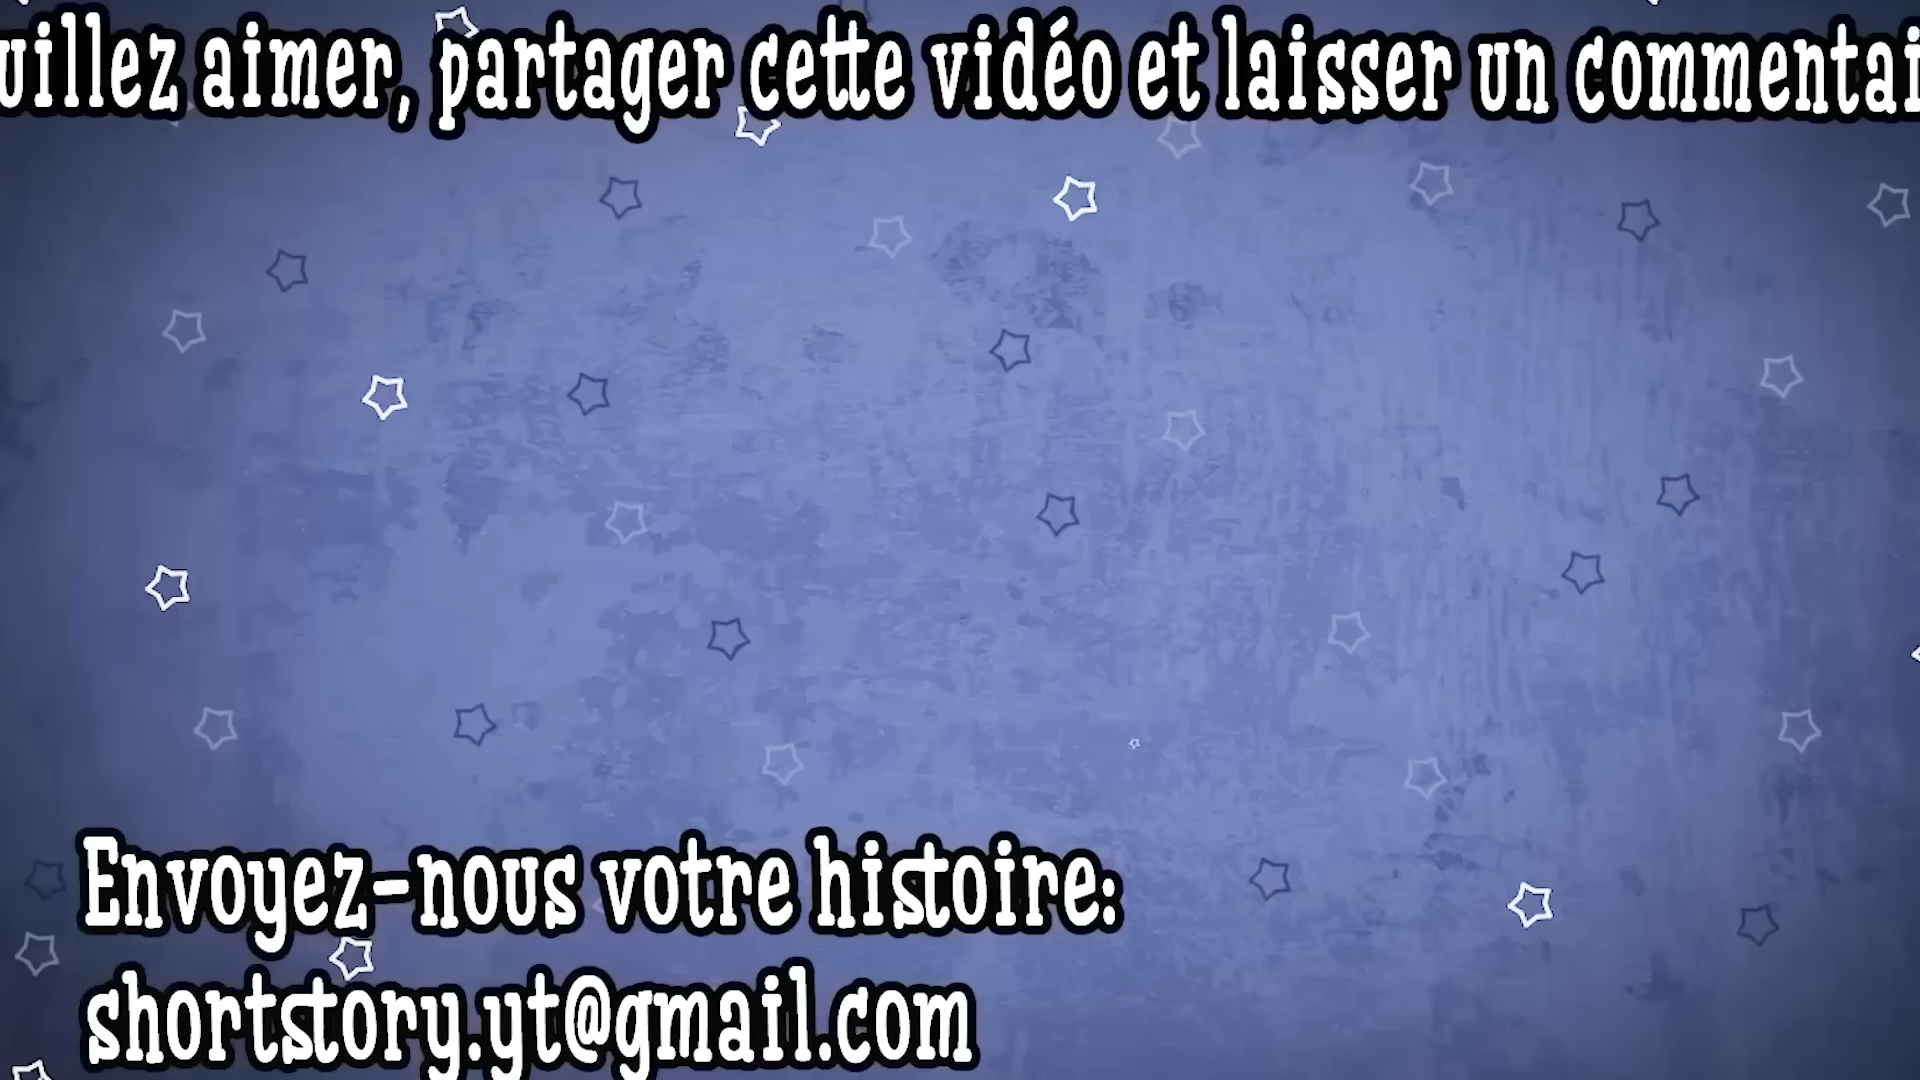 uillez aimer, partager cette vidéo et laisser un commentai
Envoyez-nous votre histoire:
shortstory.yt@gmail.com